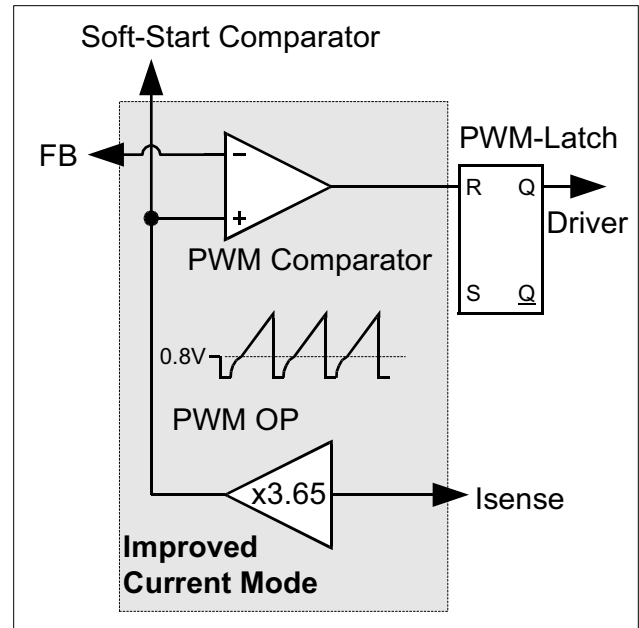 Soft-Start Comparator
FB
PWM-Latch
−
+
R Q
S Q
Driver
PWM Comparator
0.8V
PWM OP
x3.65
Isense
Improved
Current Mode